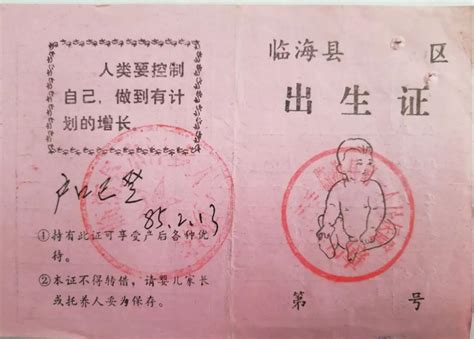 人类要控制
自己，做到有计
划的增长。
户口已登
85.2.13
①持有此证可享受产后各种优
待。
②本证不得转借，请婴儿家长
或托养人妥为保存。
临海县 区
出生证
第 号